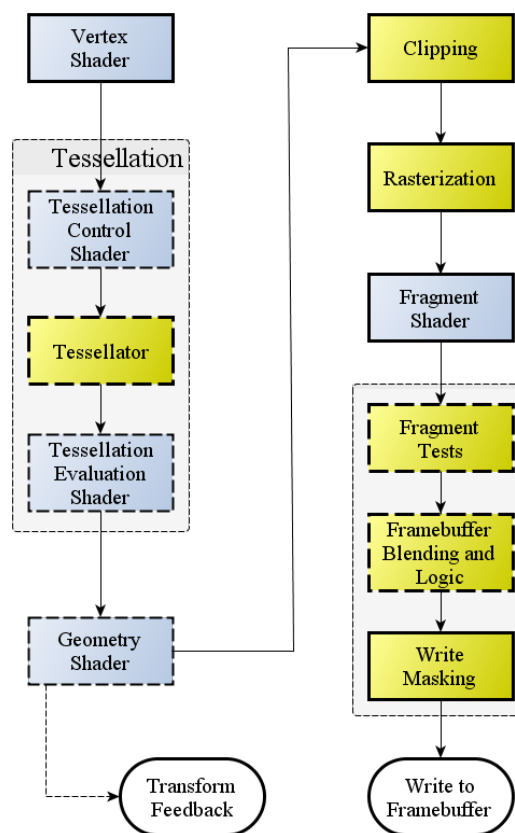 Vertex
Shader
Tessellation
Tessellation
Control
Shader
Tessellator
Tessellation
Evaluation
Shader
Geometry
Shader
Transform
Feedback
Clipping
Rasterization
Fragment
Shader
Fragment
Tests
Framebuffer
Blending and
Logic
Write
Masking
Write to
Framebuffer